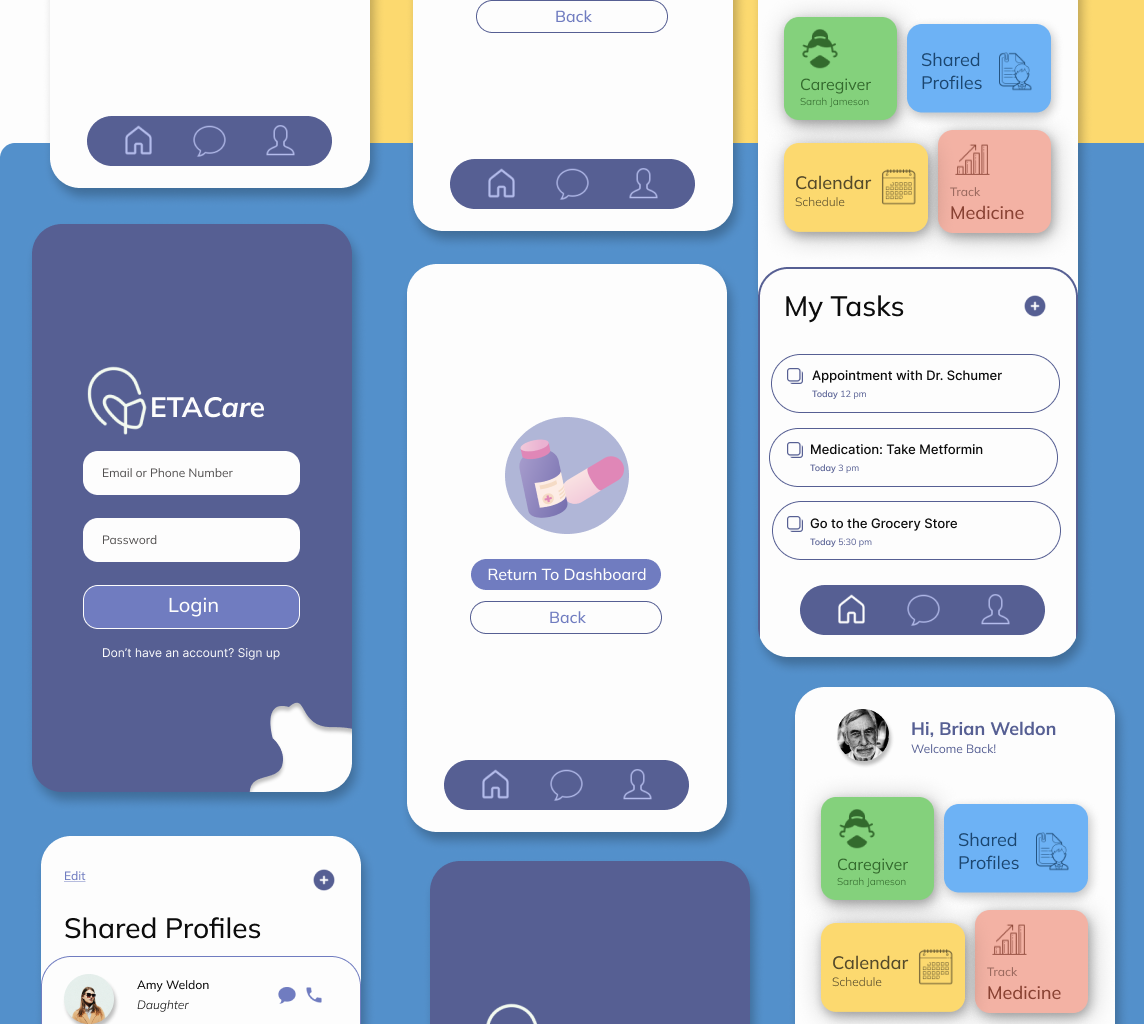 Back
Caregiver
Sarah Jameson
Shared
Profiles
Calendar
Schedule
Track
Medicine
ETACare
Email or Phone Number
Password
Login
Don't have an account? Sign up
Return To Dashboard
Back
My Tasks
Appointment with Dr. Schumer
Today 12 pm
Medication: Take Metformin
Today 3 pm
Go to the Grocery Store
Today 5:30 pm
Edit
Shared Profiles
Amy Weldon
Daughter
Hi, Brian Weldon
Welcome Back!
Caregiver
Sarah Jameson
Shared
Profiles
Calendar
Schedule
Track
Medicine